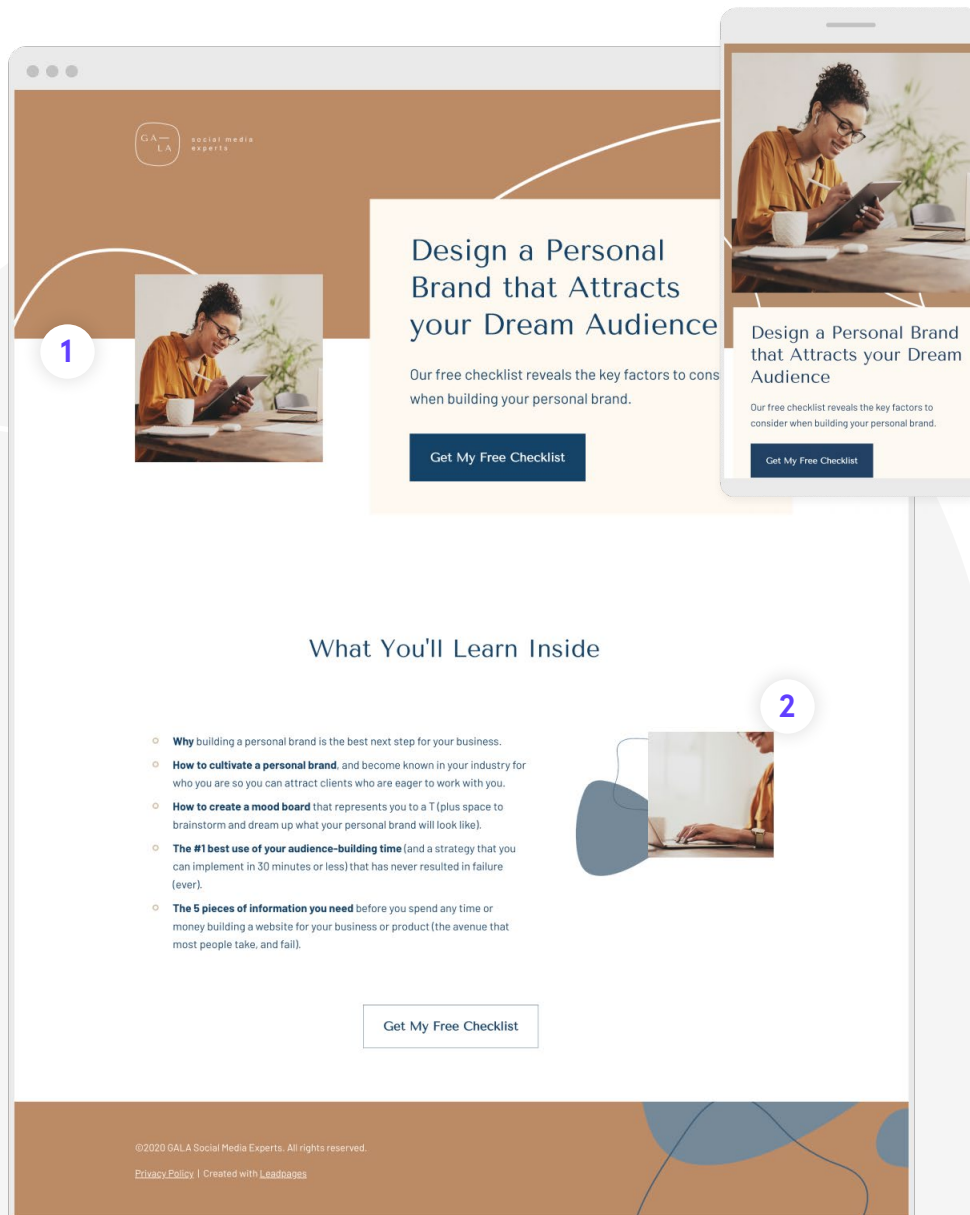 GA—
LA
social media
experts
Design a Personal
Brand that Attracts
your Dream Audience
Our free checklist reveals the key factors to cons
when building your personal brand.
Get My Free Checklist
1
Design a Personal Brand
that Attracts your Dream
Audience
Our free checklist reveals the key factors to
consider when building your personal brand.
Get My Free Checklist
What You'll Learn Inside
2
Why building a personal brand is the best next step for your business.
How to cultivate a personal brand, and become known in your industry for
who you are so you can attract clients who are eager to work with you.
How to create a mood board that represents you to a T (plus space to
brainstorm and dream up what your personal brand will look like).
The #1 best use of your audience-building time (and a strategy that you
can implement in 30 minutes or less) that has never resulted in failure
(ever).
The 5 pieces of information you need before you spend any time or
money building a website for your business or product (the avenue that
most people take, and fail).
Get My Free Checklist
©2020 GALA Social Media Experts. All rights reserved.
Privacy Policy | Created with Leadpages